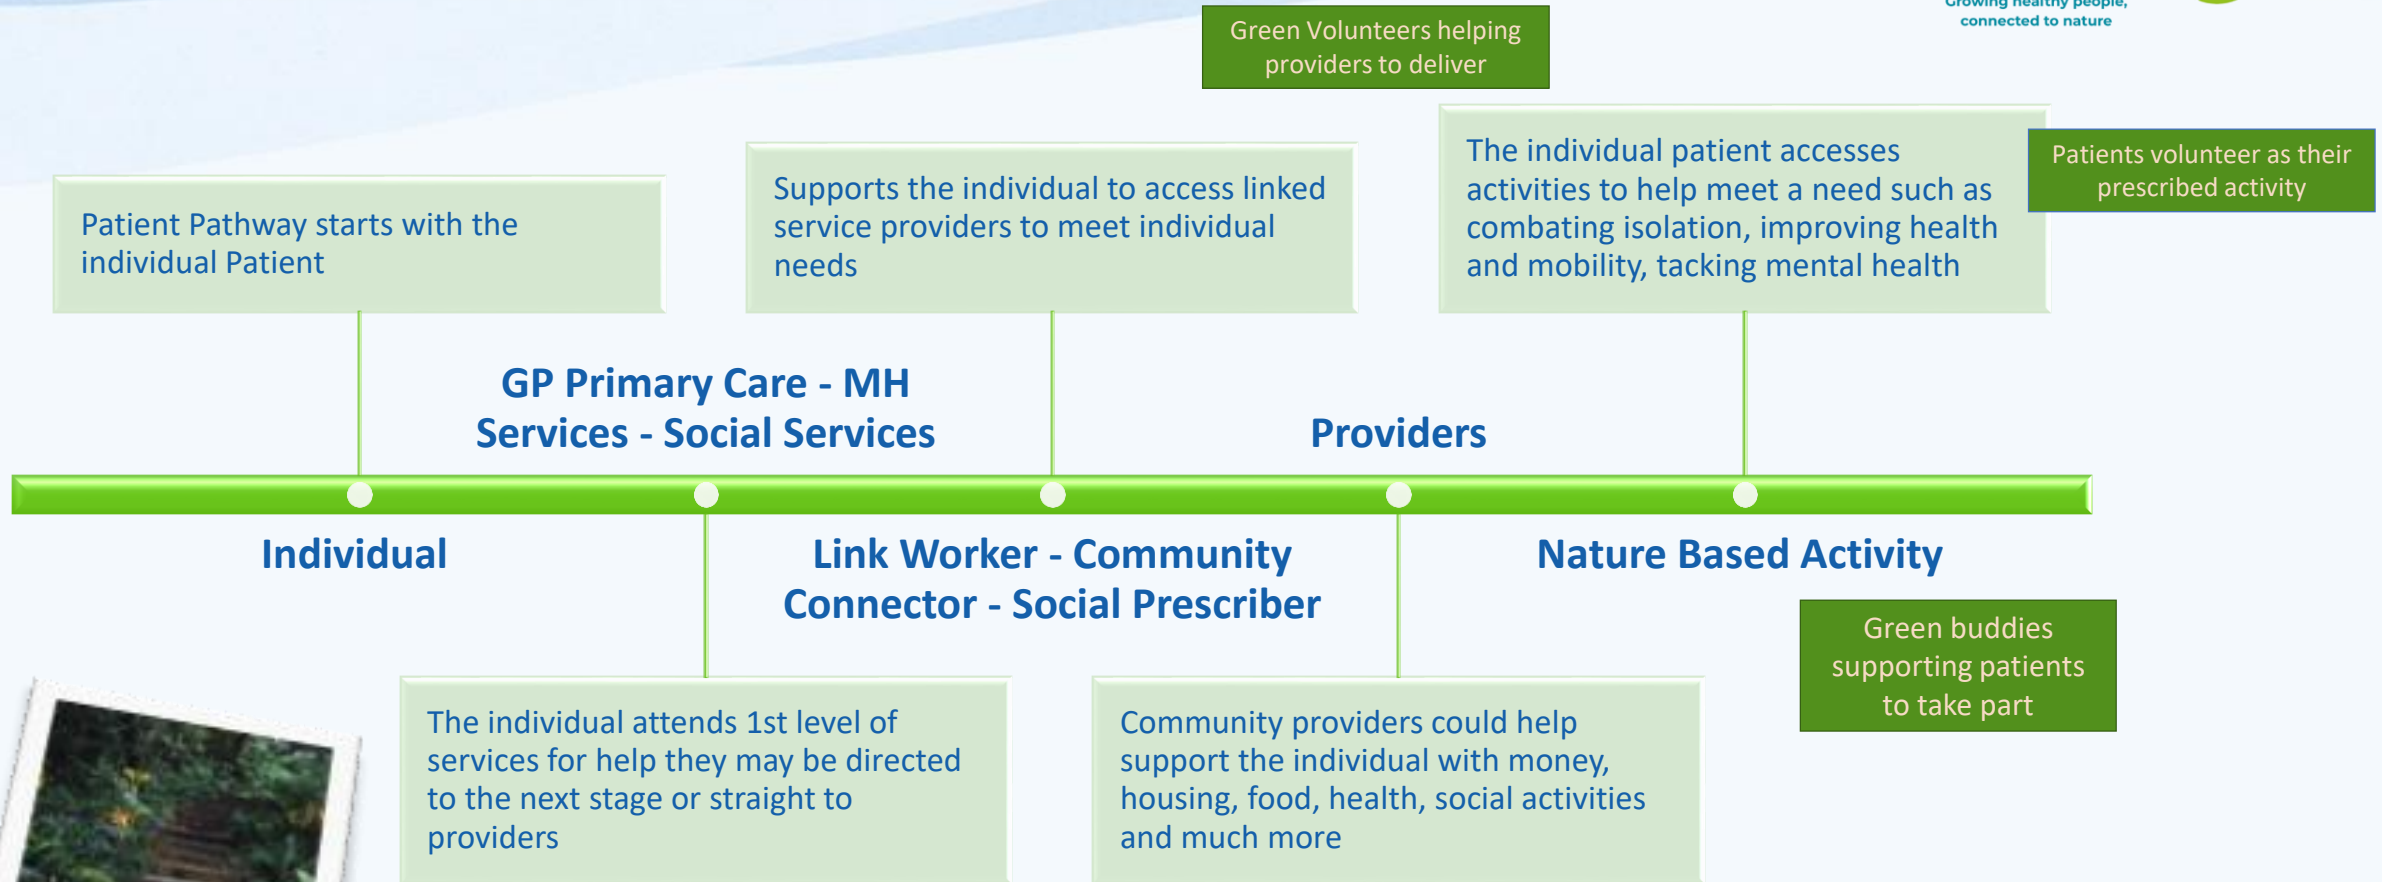 Growing healthy people,
connected to nature
Green Volunteers helping
providers to deliver
Patient Pathway starts with the
individual Patient
Supports the individual to access linked
service providers to meet individual
needs
The individual patient accesses
activities to help meet a need such as
combating isolation, improving health
and mobility, tacking mental health
Patients volunteer as their
prescribed activity
GP Primary Care - MH
Services - Social Services
Providers
Individual
Link Worker - Community
Connector - Social Prescriber
Nature Based Activity
Green buddies
supporting patients
to take part
The individual attends 1st level of
services for help they may be directed
to the next stage or straight to
providers
Community providers could help
support the individual with money,
housing, food, health, social activities
and much more